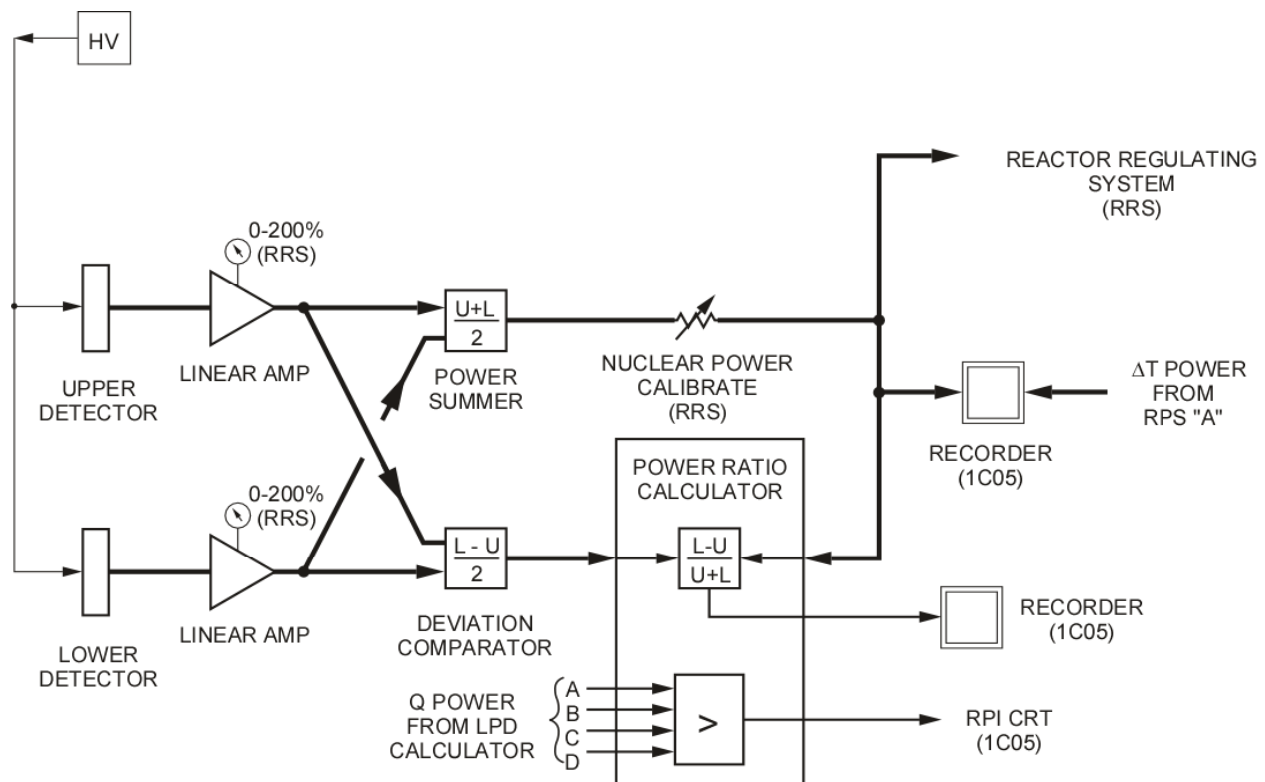 HV
REACTOR REGULATING
SYSTEM
(RRS)
0-200%
(RRS)
U+L
2
LINEAR AMP
UPPER
DETECTOR
POWER
SUMMER
NUCLEAR POWER
CALIBRATE
(RRS)
ΔT POWER
FROM
RPS "A"
RECORDER
(1C05)
POWER RATIO
CALCULATOR
0-200%
(RRS)
L - U
2
L-U
U+L
LINEAR AMP
LOWER
DETECTOR
DEVIATION
COMPARATOR
RECORDER
(1C05)
Q POWER
FROM LPD
CALCULATOR
A
B
C
D
>
RPI CRT
(1C05)